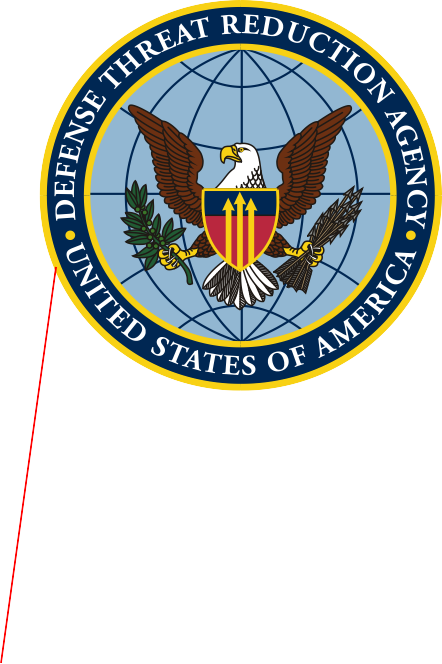 DEFENSE THREAT REDUCTION AGENCY
UNITED STATES OF AMERICA